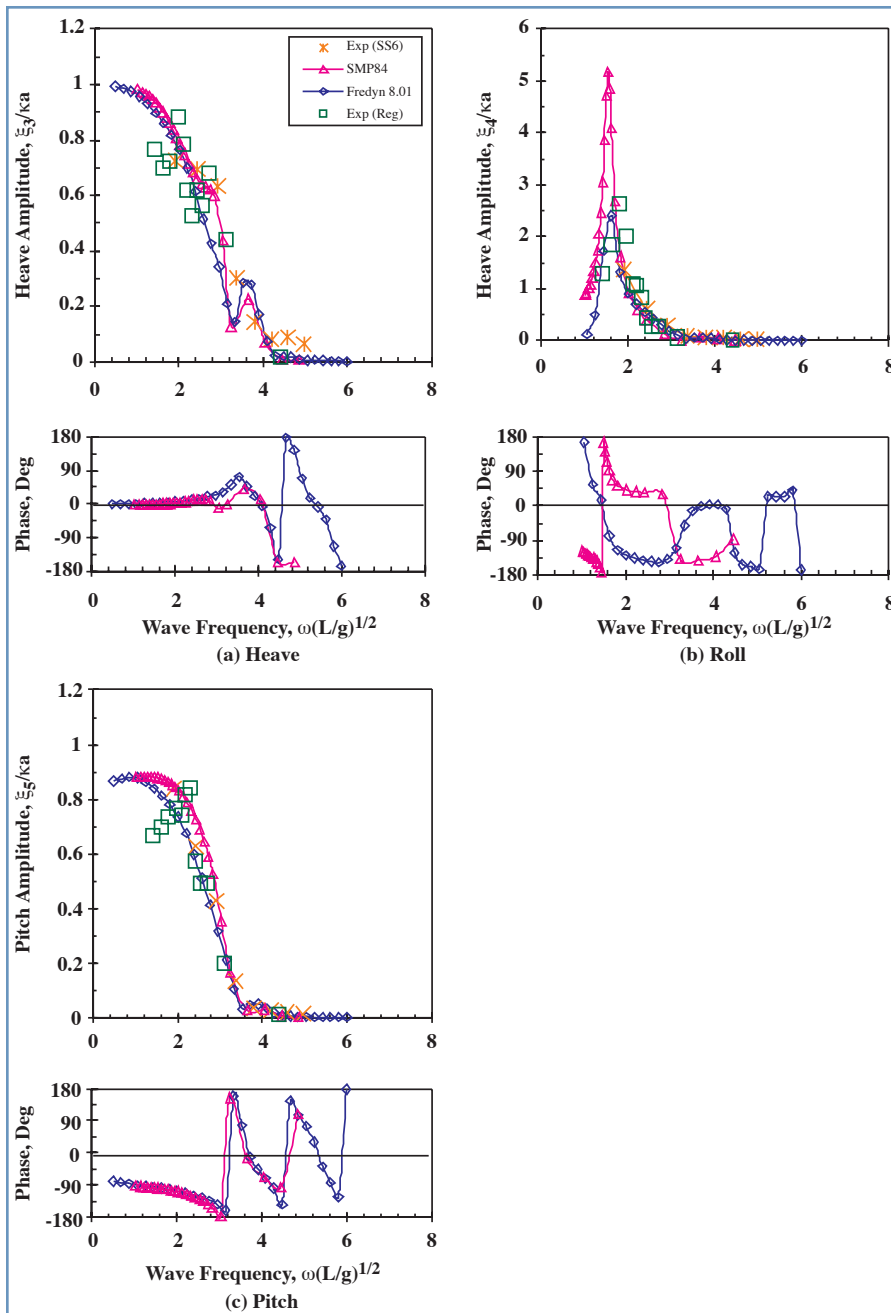 1.2
1
0.8
0.6
0.4
0.2
0
0 2 4 6 8
Heave Amplitude, ξ3/κa
Exp (SS6)
SMP84
Fredyn 8.01
Exp (Reg)
180
90
0
-90
-180
0 2 4 6 8
Phase, Deg
Wave Frequency, ω(L/g)1/2
(a) Heave
6
5
4
3
2
1
0
0 2 4 6 8
Heave Amplitude, ξ4/κa
180
90
0
-90
-180
0 2 4 6 8
Phase, Deg
Wave Frequency, ω(L/g)1/2
(b) Roll
1.2
1
0.8
0.6
0.4
0.2
0
0 2 4 6 8
Pitch Amplitude, ξ5/κa
180
90
0
-90
-180
0 2 4 6 8
Phase, Deg
Wave Frequency, ω(L/g)1/2
(c) Pitch